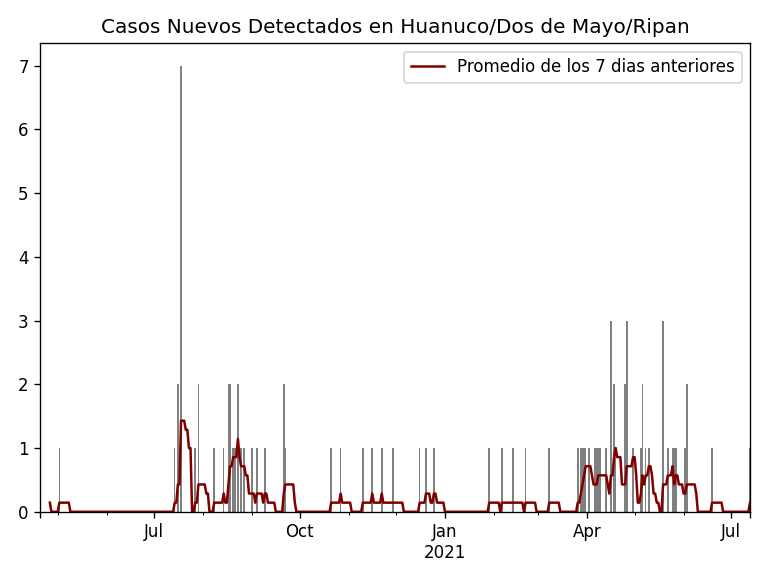 Casos Nuevos Detectados en Huanuco/Dos de Mayo/Ripan
Promedio de los 7 dias anteriores
7
6
5
4
3
2
1
0
Jul
Oct
Jan
Apr
Jul
2021